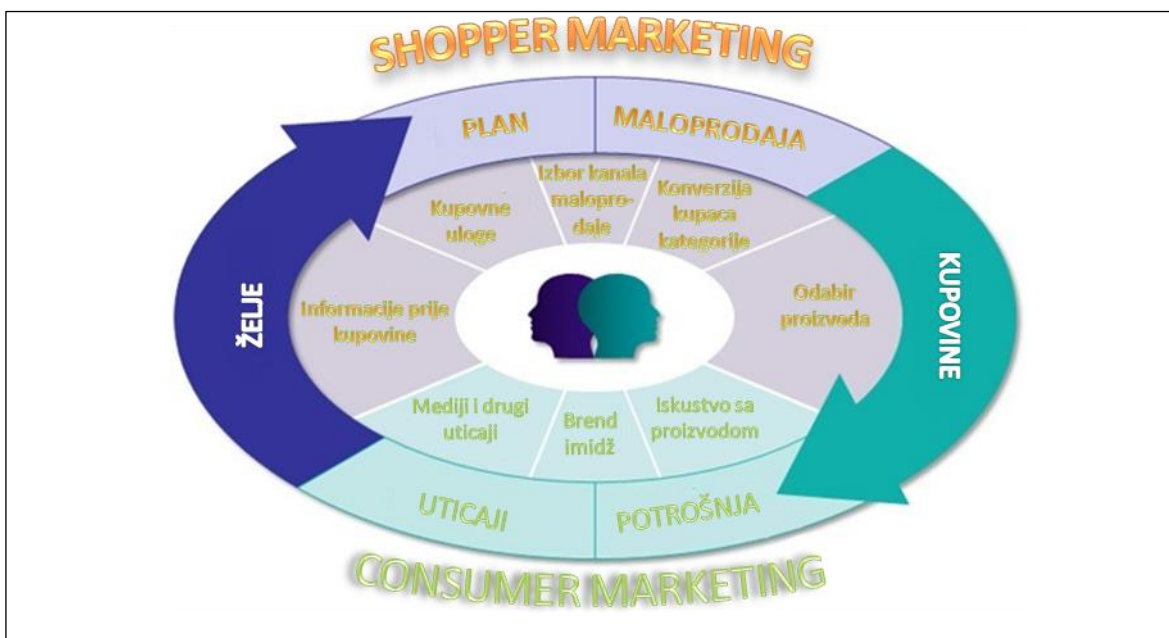 SHOPPER MARKETING
PLAN
MALOPRODAJA
Izbor kanala
malopro-
daje
Kupovne
uloge
Konverzija
kupaca
kategorije
ŽELJE
Informacije prije
kupovine
Odabir
proizvoda
KUPOVINE
Mediji i drugi
uticaji
Brend
imidž
Iskustvo sa
proizvodom
UTICAJI
POTROŠNJA
CONSUMER MARKETING